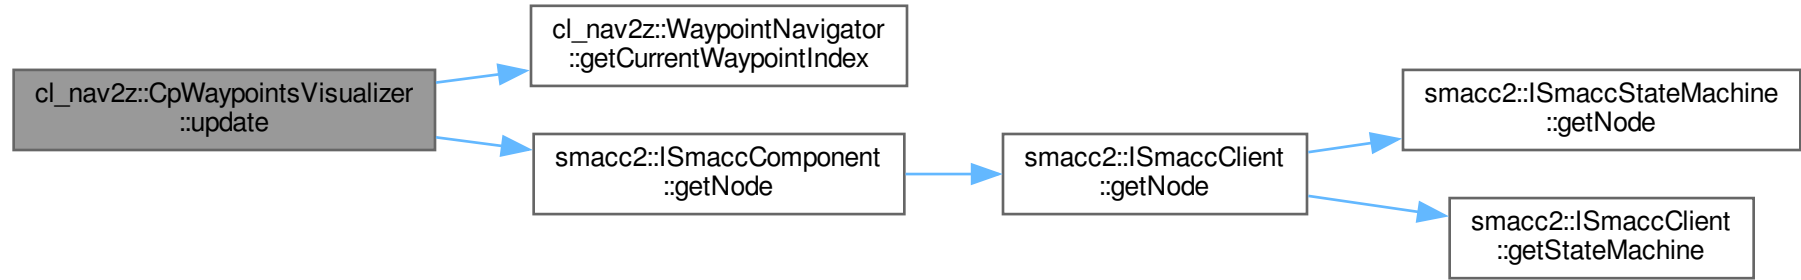 cl_nav2z::CpWaypointsVisualizer
::update
cl_nav2z::WaypointNavigator
::getCurrentWaypointIndex
smacc2::ISmaccComponent
::getNode
smacc2::ISmaccClient
::getNode
smacc2::ISmaccStateMachine
::getNode
smacc2::ISmaccClient
::getStateMachine